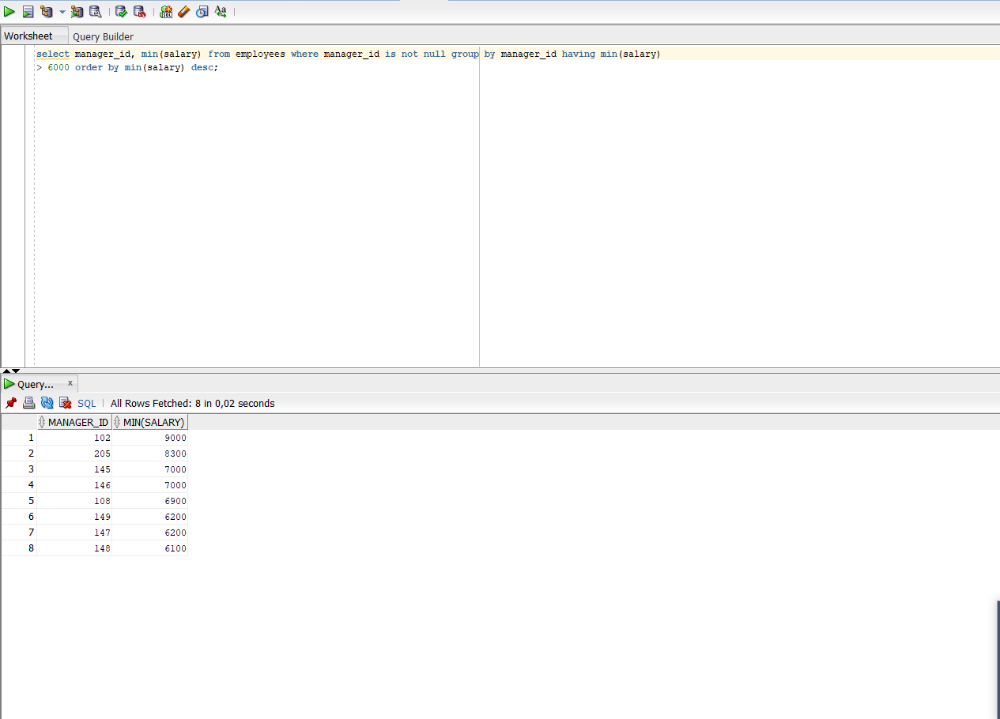 SQL
Aa
Worksheet
Query Builder
select manager_id, min(salary) from employees where manager_id is not null group by manager_id having min(salary)
> 6000 order by min(salary) desc;
Query... x
SQL | All Rows Fetched: 8 in 0,02 seconds
MANAGER_ID MIN(SALARY)
1 102 9000
2 205 8300
3 145 7000
4 146 7000
5 108 6900
6 149 6200
7 147 6200
8 148 6100